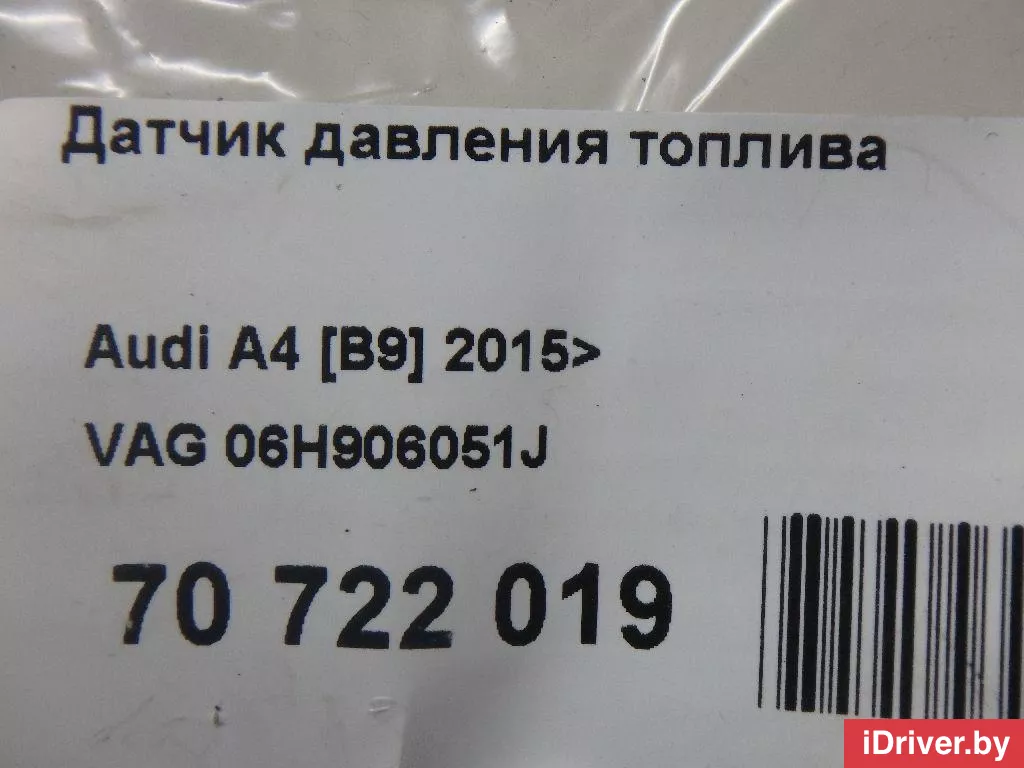 Датчик давления топлива
Audi A4 [B9] 2015>
VAG 06H906051J
70 722 019
iDriver.by